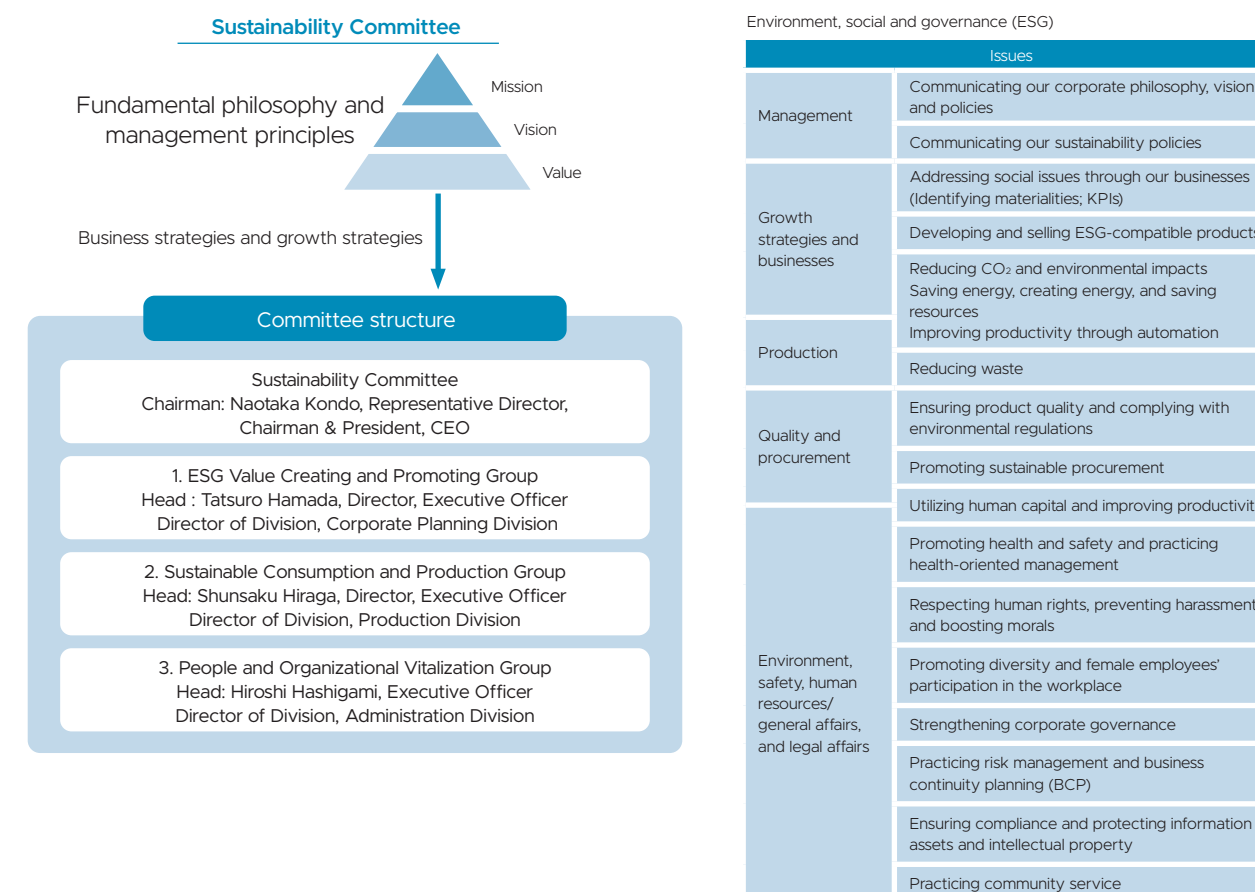 Sustainability Committee
Fundamental philosophy and
management principles
Mission
Vision
Value
Business strategies and growth strategies
Committee structure
Sustainability Committee
Chairman: Naotaka Kondo, Representative Director,
Chairman & President, CEO
1. ESG Value Creating and Promoting Group
Head : Tatsuro Hamada, Director, Executive Officer
Director of Division, Corporate Planning Division
2. Sustainable Consumption and Production Group
Head: Shunsaku Hiraga, Director, Executive Officer
Director of Division, Production Division
3. People and Organizational Vitalization Group
Head: Hiroshi Hashigami, Executive Officer
Director of Division, Administration Division
Environment, social and governance (ESG)
Issues
Management
Communicating our corporate philosophy, vision
and policies
Communicating our sustainability policies
Growth
strategies and
businesses
Addressing social issues through our businesses
(Identifying materialities; KPIs)
Developing and selling ESG-compatible products
Reducing CO₂ and environmental impacts
Saving energy, creating energy, and saving
resources
Improving productivity through automation
Production
Reducing waste
Quality and
procurement
Ensuring product quality and complying with
environmental regulations
Promoting sustainable procurement
Utilizing human capital and improving productivit
Environment,
safety, human
resources/
general affairs,
and legal affairs
Promoting health and safety and practicing
health-oriented management
Respecting human rights, preventing harassment
and boosting morals
Promoting diversity and female employees'
participation in the workplace
Strengthening corporate governance
Practicing risk management and business
continuity planning (BCP)
Ensuring compliance and protecting information
assets and intellectual property
Practicing community service